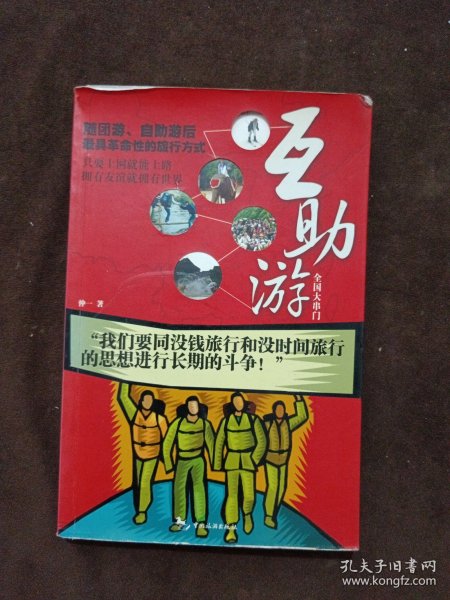 随团游、自助游后
最具革命性的旅行方式
只要上网就能上路
拥有友谊就拥有世界
互助游
全国大串门
仲一 著
“我们要同没钱旅行和没时间旅行
的思想进行长期的斗争！”
中国旅游出版社
孔夫子旧书网
www.kongfz.com